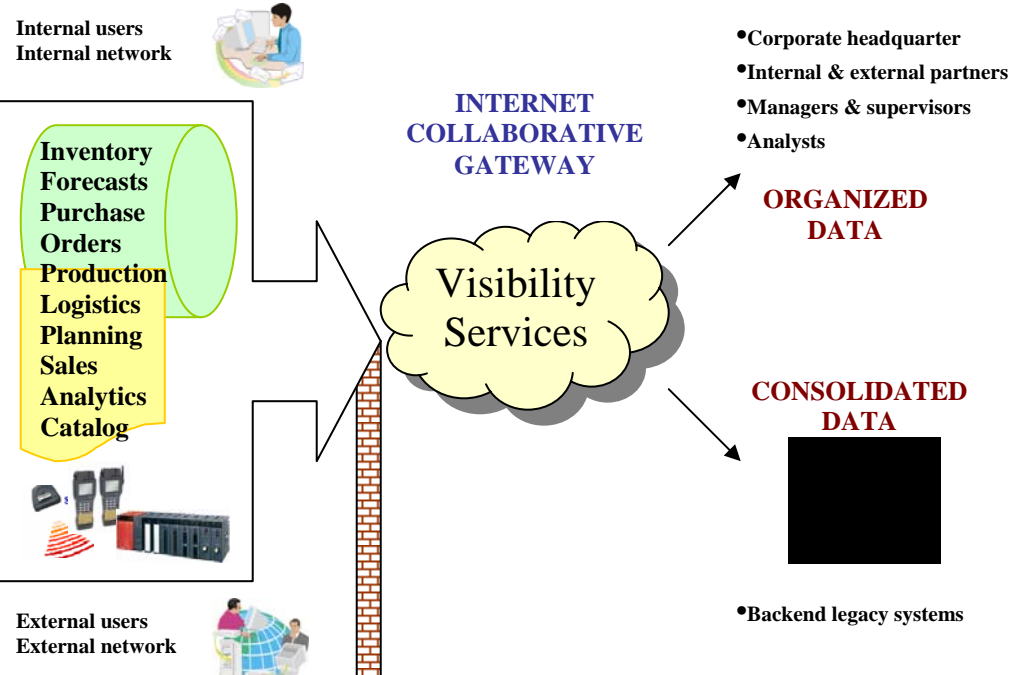 Internal users
Internal network
Inventory
Forecasts
Purchase
Orders
Production
Logistics
Planning
Sales
Analytics
Catalog
s
External users
External network
INTERNET
COLLABORATIVE
GATEWAY
Visibility
Services
•Corporate headquarter
•Internal & external partners
•Managers & supervisors
•Analysts
ORGANIZED
DATA
CONSOLIDATED
DATA
•Backend legacy systems